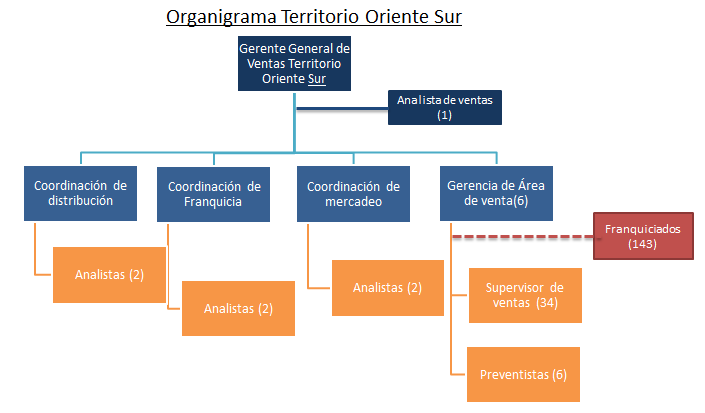 Organigrama Territorio Oriente Sur
Gerente General de
Ventas Territorio
Oriente Sur
Analista de ventas
(1)
Coordinación de
distribución
Coordinación de
Franquicia
Coordinación de
mercadeo
Gerencia de Área
de venta(6)
Franquiciados
(143)
Analistas (2)
Analistas (2)
Analistas (2)
Supervisor de
ventas (34)
Preventistas (6)